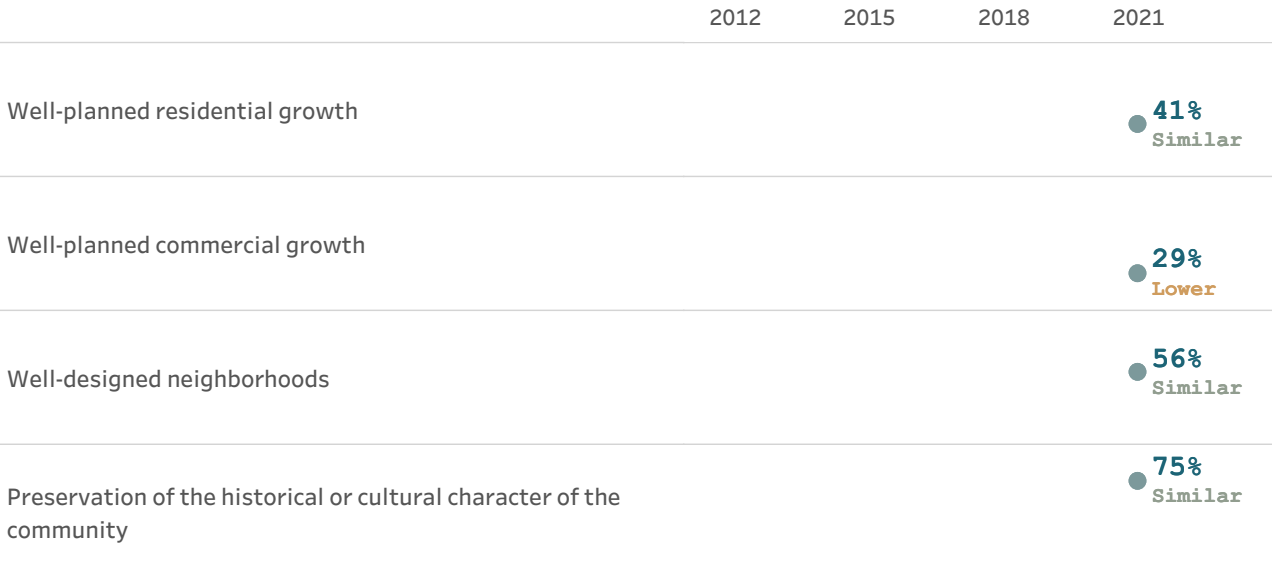 2012 2015 2018 2021
Well-planned residential growth
41%
Similar
Well-planned commercial growth
29%
Lower
Well-designed neighborhoods
56%
Similar
Preservation of the historical or cultural character of the
community
75%
Similar